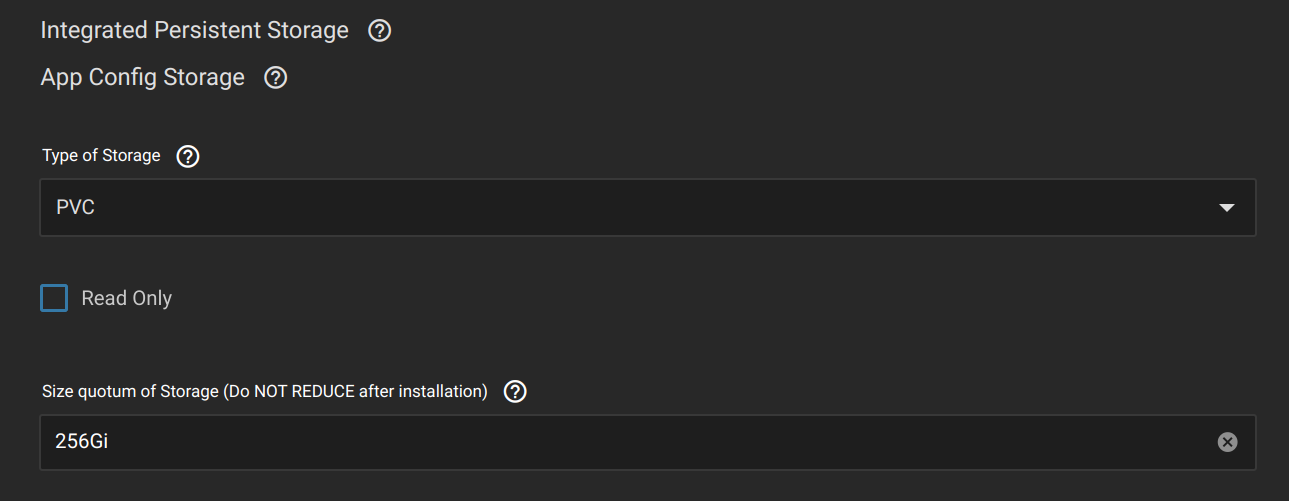 Integrated Persistent Storage
App Config Storage
Type of Storage
PVC
Read Only
Size quotum of Storage (Do NOT REDUCE after installation)
256Gi